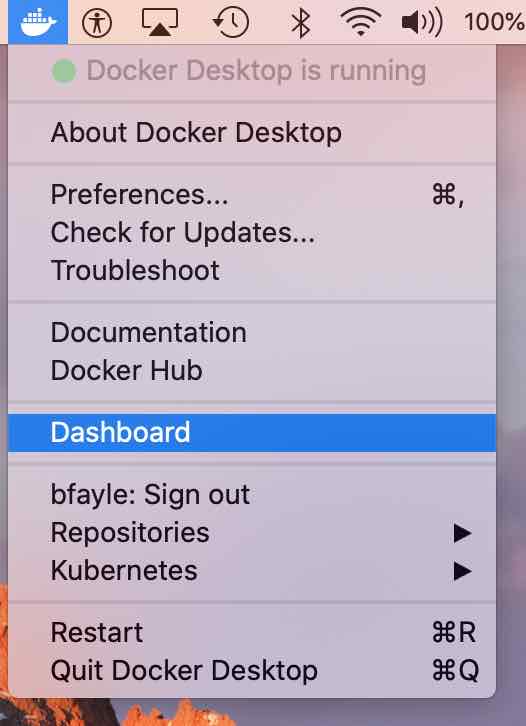 100%
Docker Desktop is running
About Docker Desktop
Preferences... ⌘,
Check for Updates...
Troubleshoot
Documentation
Docker Hub
Dashboard
bfayle: Sign out
Repositories ▶
Kubernetes ▶
Restart ⌘R
Quit Docker Desktop ⌘Q